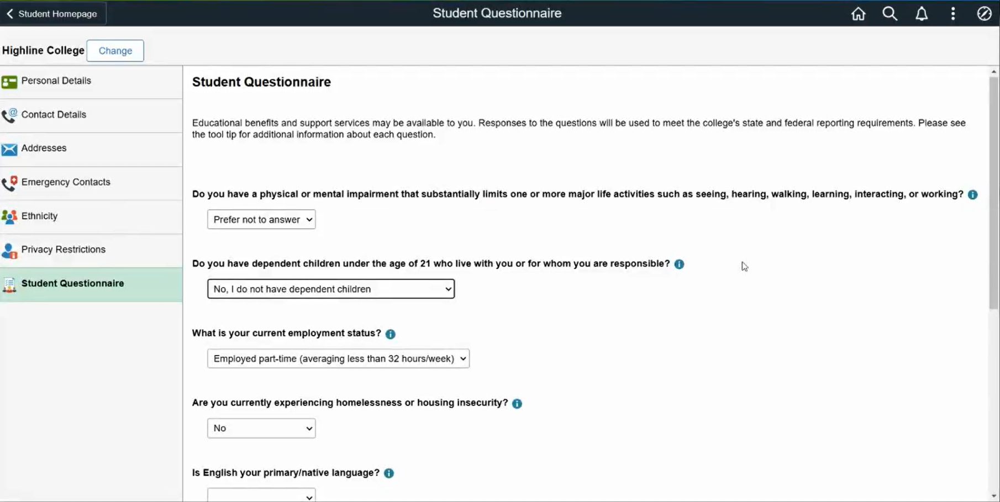 Student Homepage
Student Questionnaire
Highline College
Change
Personal Details
Contact Details
Addresses
Emergency Contacts
Ethnicity
Privacy Restrictions
Student Questionnaire
Student Questionnaire
Educational benefits and support services may be available to you. Responses to the questions will be used to meet the college's state and federal reporting requirements. Please see
the tool tip for additional information about each question.
Do you have a physical or mental impairment that substantially limits one or more major life activities such as seeing, hearing, walking, learning, interacting, or working?
Prefer not to answer
Do you have dependent children under the age of 21 who live with you or for whom you are responsible?
No, I do not have dependent children
What is your current employment status?
Employed part-time (averaging less than 32 hours/week)
Are you currently experiencing homelessness or housing insecurity?
No
Is English your primary/native language?